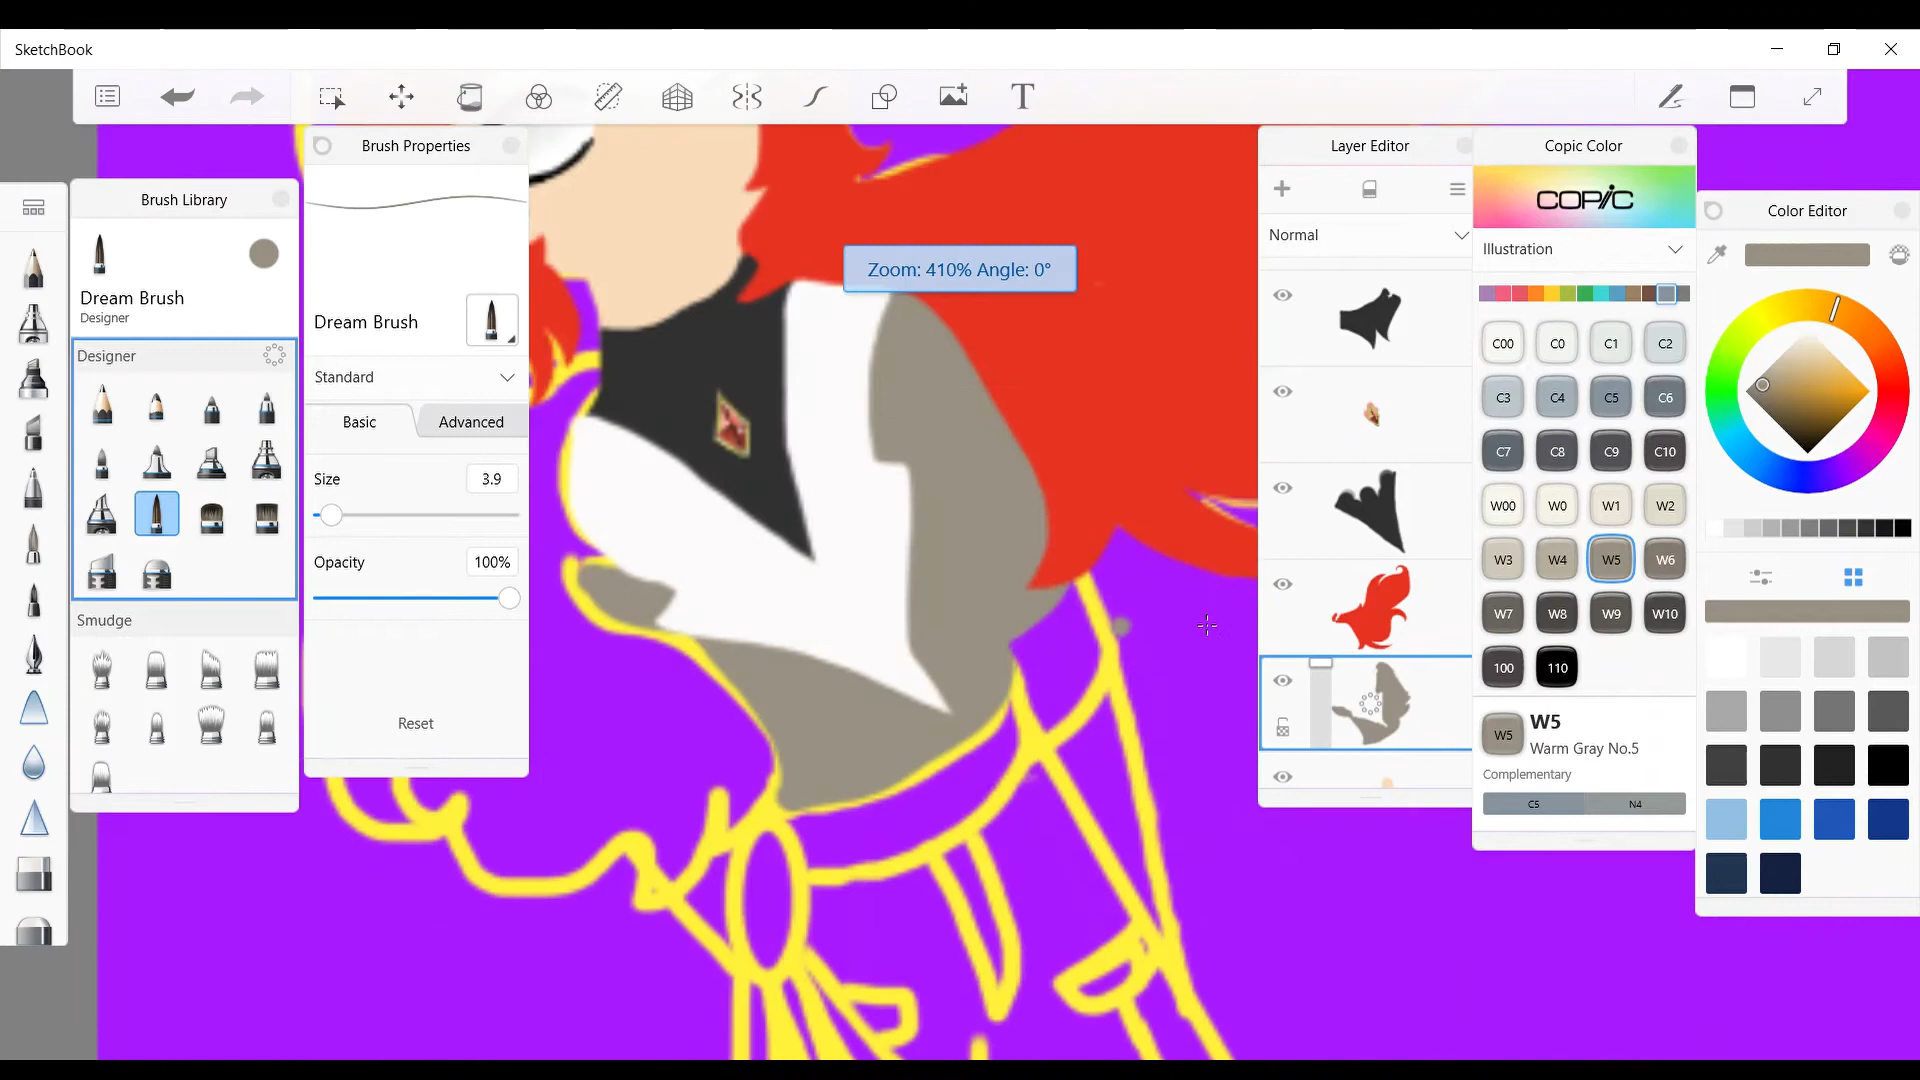 SketchBook
T
Brush Library
Dream Brush
Designer
Designer
Smudge
Brush Properties
Dream Brush
Standard
Basic
Advanced
Size
3.9
Opacity
100%
Reset
Zoom: 410% Angle: 0°
Layer Editor
Normal
Copic Color
COPIC
Illustration
C00 C0 C1 C2
C3 C4 C5 C6
C7 C8 C9 C10
W00 W0 W1 W2
W3 W4 W5 W6
W7 W8 W9 W10
100 110
W5
W5
Warm Gray No.5
Complementary
C5 N4
Color Editor